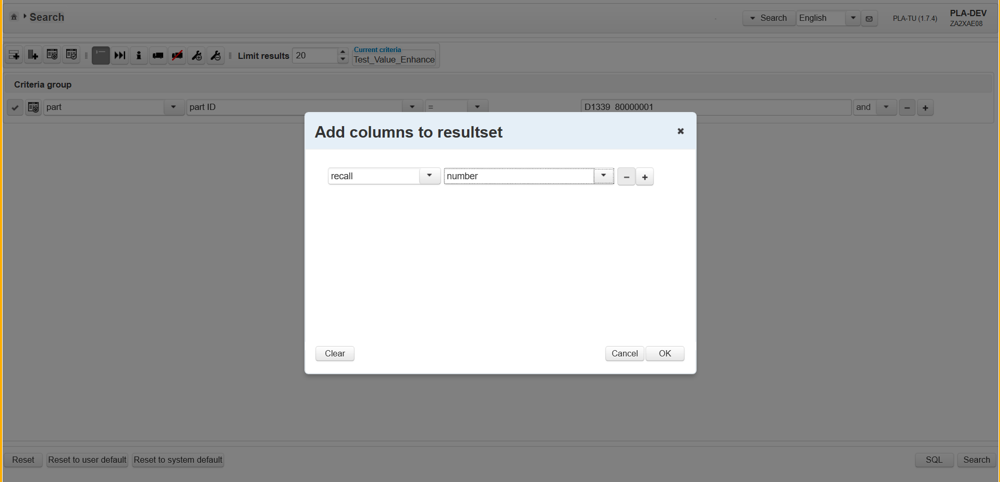 Search
Search
English
PLA-TU (1.7.4)
PLA-DEV
ZA2XAE08
Limit results
20
Current criteria
Test_Value_Enhance
Criteria group
part
part ID
=
D1339 80000001
and
Add columns to resultset
recall
number
Clear
Cancel
OK
Reset
Reset to user default
Reset to system default
SQL
Search